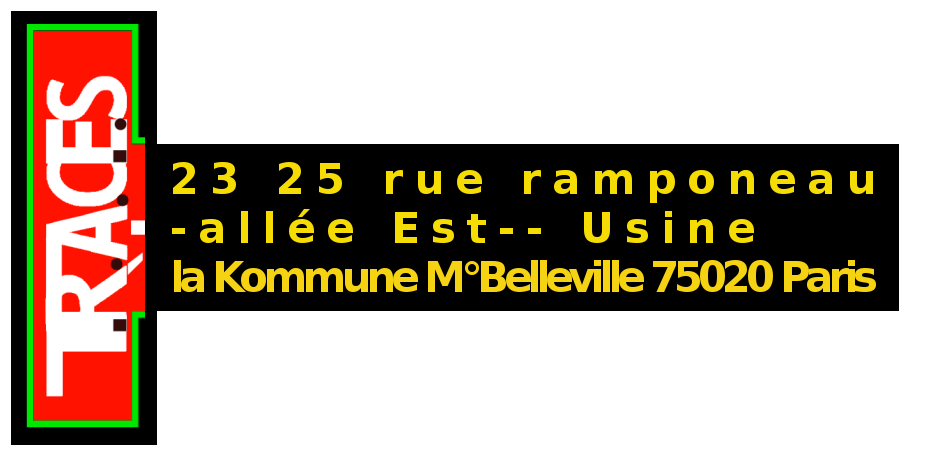 TRACES
23 25 rue ramponeau
-allée Est-- Usine
la Kommune M°Belleville 75020 Paris